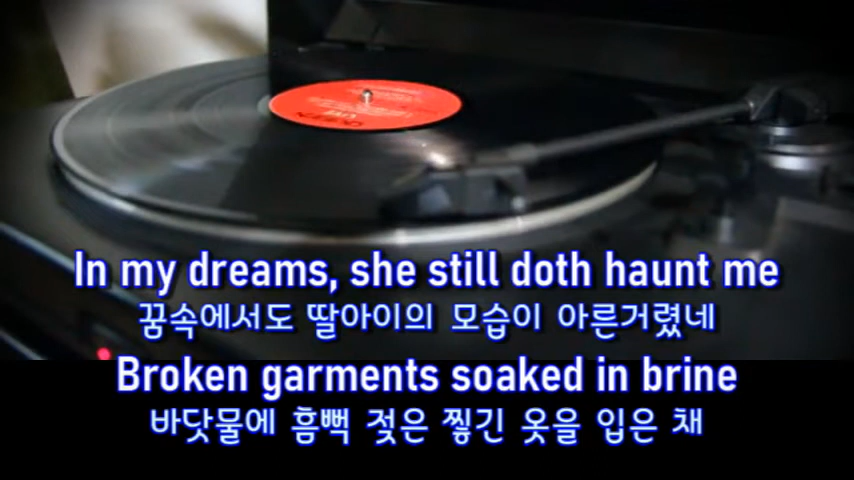 In my dreams, she still doth haunt me
꿈속에서도 딸아이의 모습이 아른거렸네
Broken garments soaked in brine
바닷물에 흠뻑 젖은 찢긴 옷을 입은 채